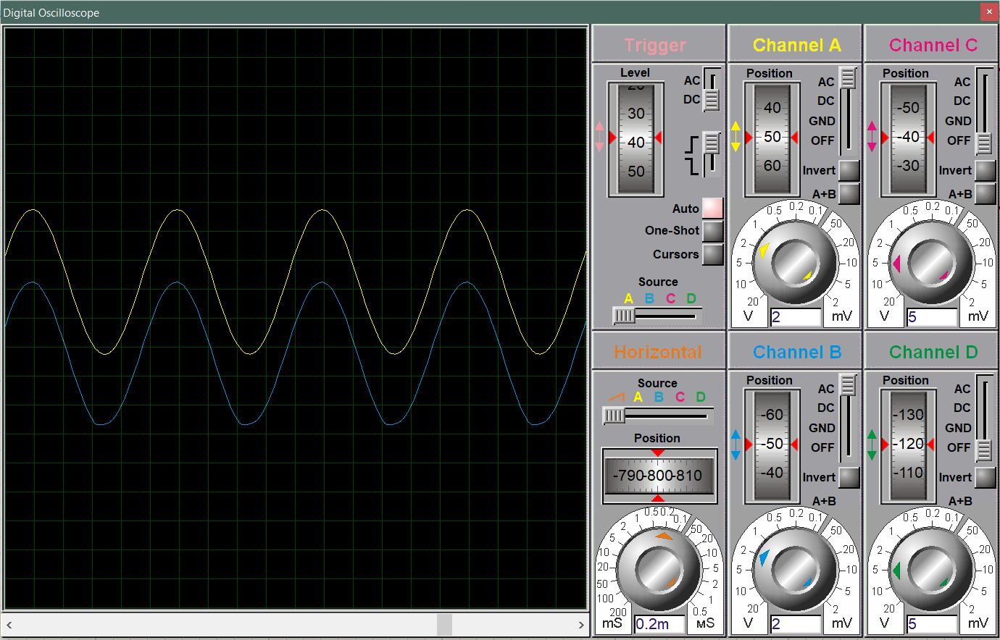 Digital Oscilloscope
Trigger
Level
AC
DC
20
30
40
50
Auto
One-Shot
Cursors
Source
A B C D
Channel A
Position
AC
DC
GND
OFF
40
50
60
Invert
A+B
0.5 0.2 0.1
1
2
5
10
20
V
50
20
10
5
2
mV
2
Channel C
Position
AC
DC
GND
OFF
-50
-40
-30
Invert
A+B
0.5 0.2 0.1
1
2
5
10
20
V
50
20
10
5
2
mV
5
Horizontal
Source
A B C D
Position
-790-800-810
0.5 0.2 0.1
1
2
5
10
20
50
100
200
mS
50
20
10
5
2
1
0.5
мS
0.2m
Channel B
Position
AC
DC
GND
OFF
-60
-50
-40
Invert
A+B
0.5 0.2 0.1
1
2
5
10
20
V
50
20
10
5
2
mV
2
Channel D
Position
AC
DC
GND
OFF
-130
-120
-110
Invert
A+B
0.5 0.2 0.1
1
2
5
10
20
V
50
20
10
5
2
mV
5